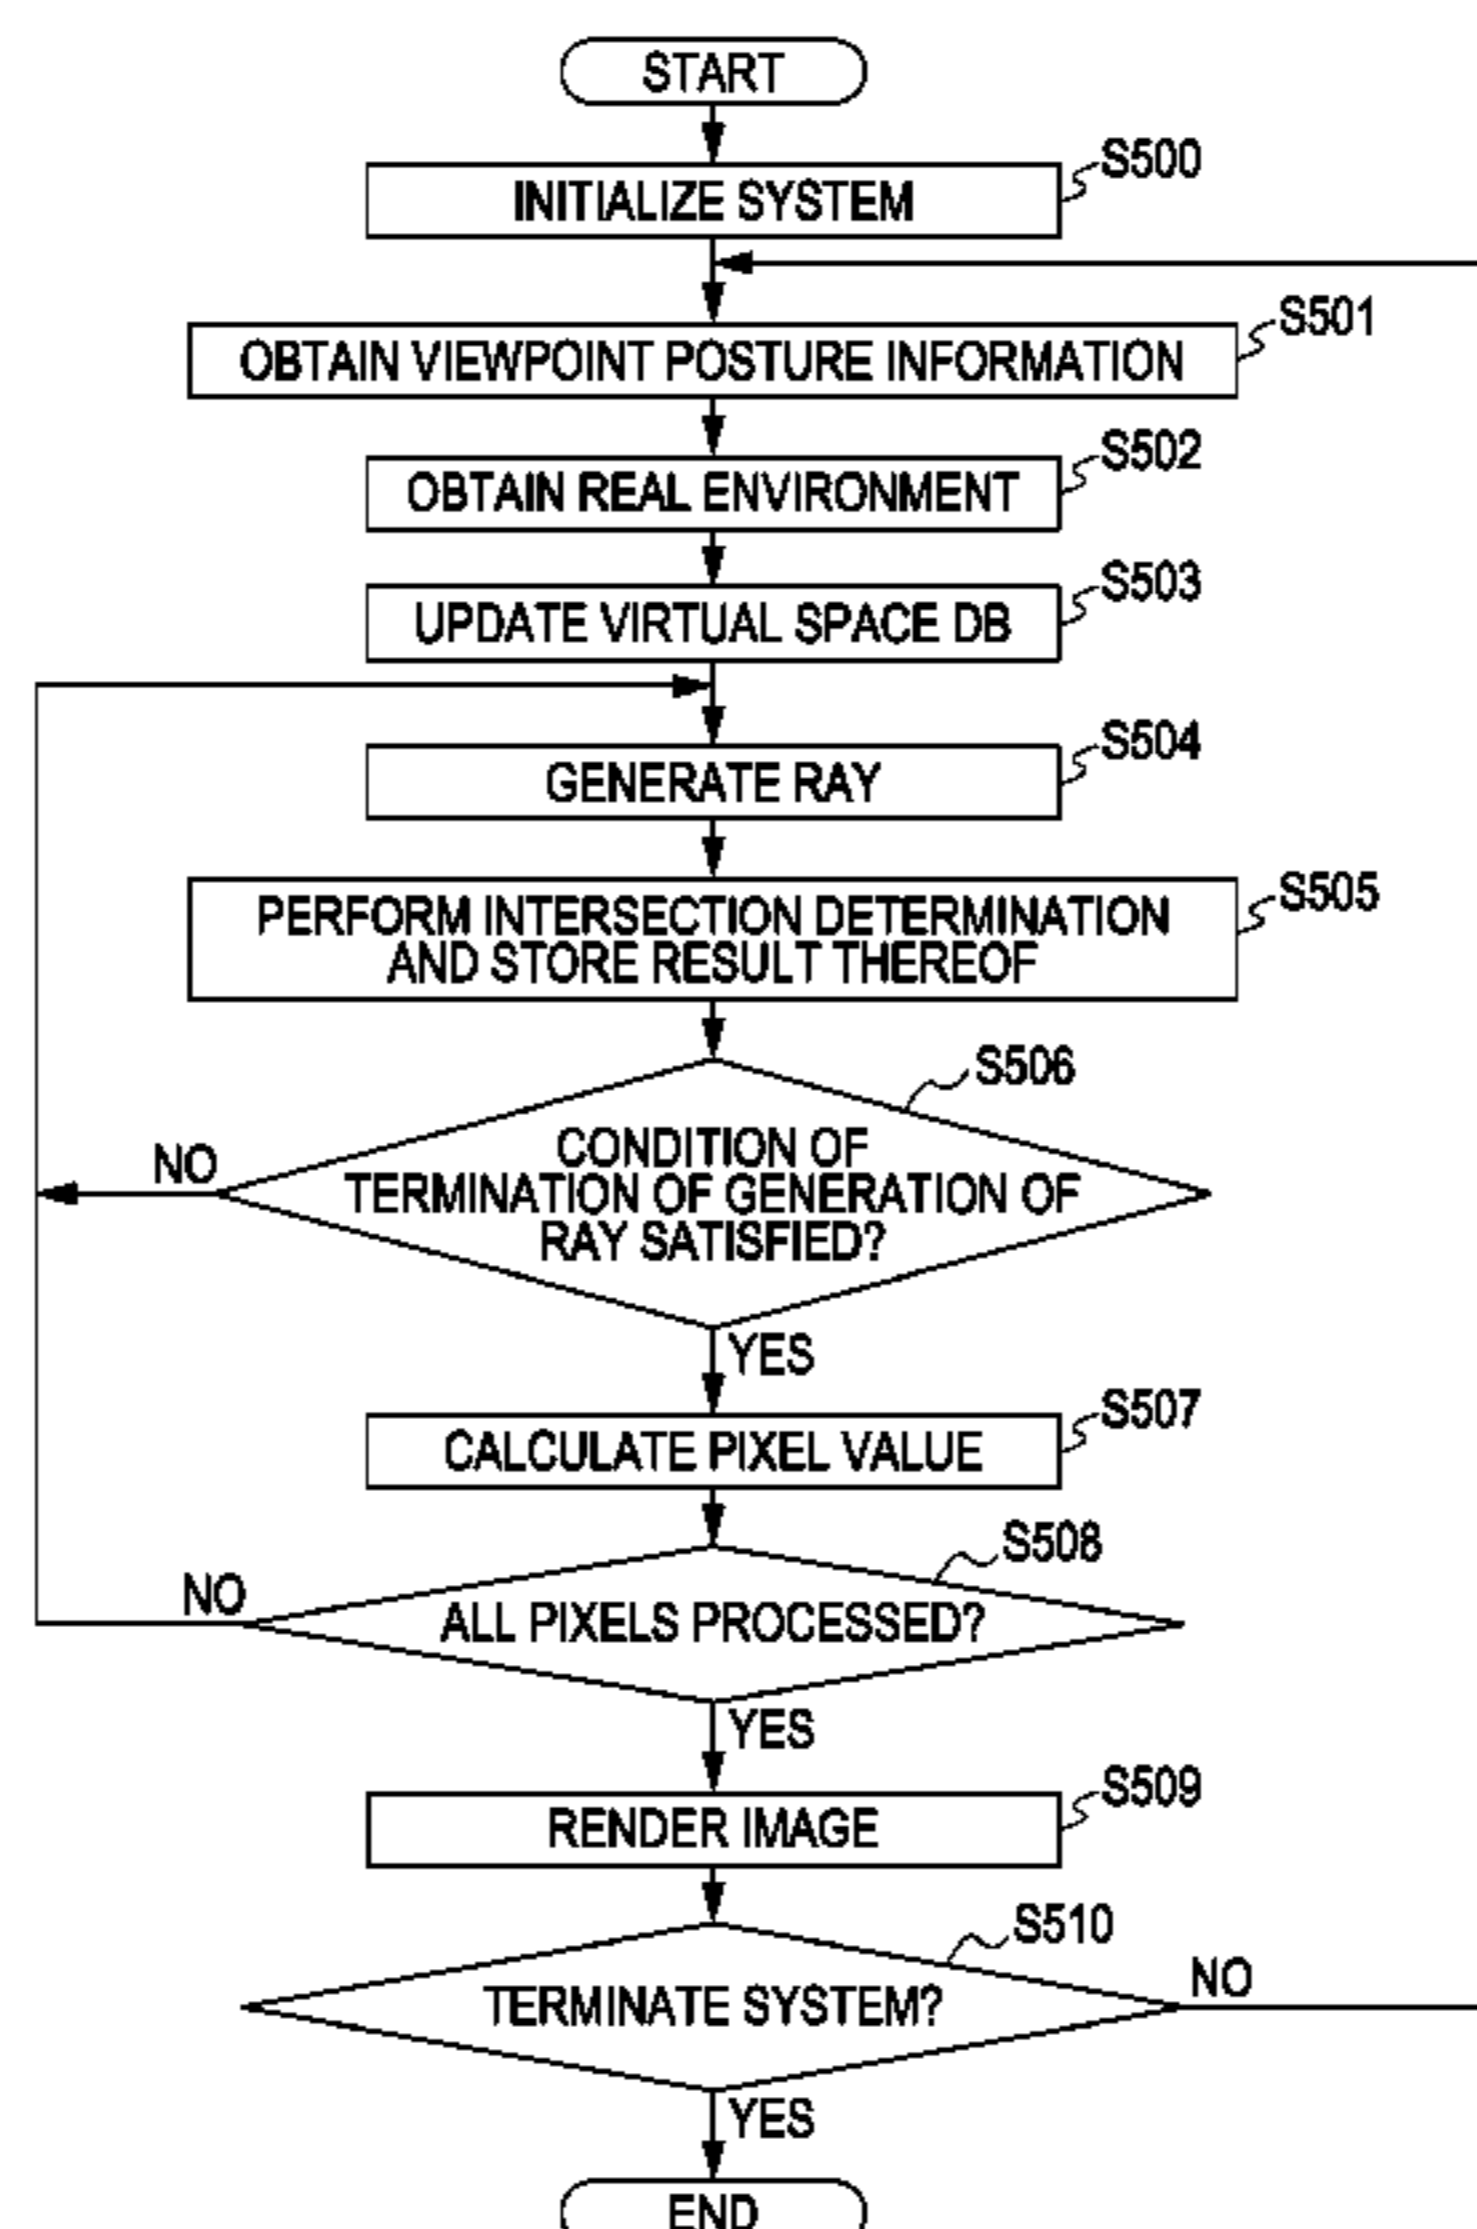 START
S500
INITIALIZE SYSTEM
S501
OBTAIN VIEWPOINT POSTURE INFORMATION
S502
OBTAIN REAL ENVIRONMENT
S503
UPDATE VIRTUAL SPACE DB
S504
GENERATE RAY
S505
PERFORM INTERSECTION DETERMINATION
AND STORE RESULT THEREOF
S506
CONDITION OF
TERMINATION OF GENERATION OF
RAY SATISFIED?
NO
YES
S507
CALCULATE PIXEL VALUE
S508
ALL PIXELS PROCESSED?
NO
YES
S509
RENDER IMAGE
S510
TERMINATE SYSTEM?
NO
YES
END